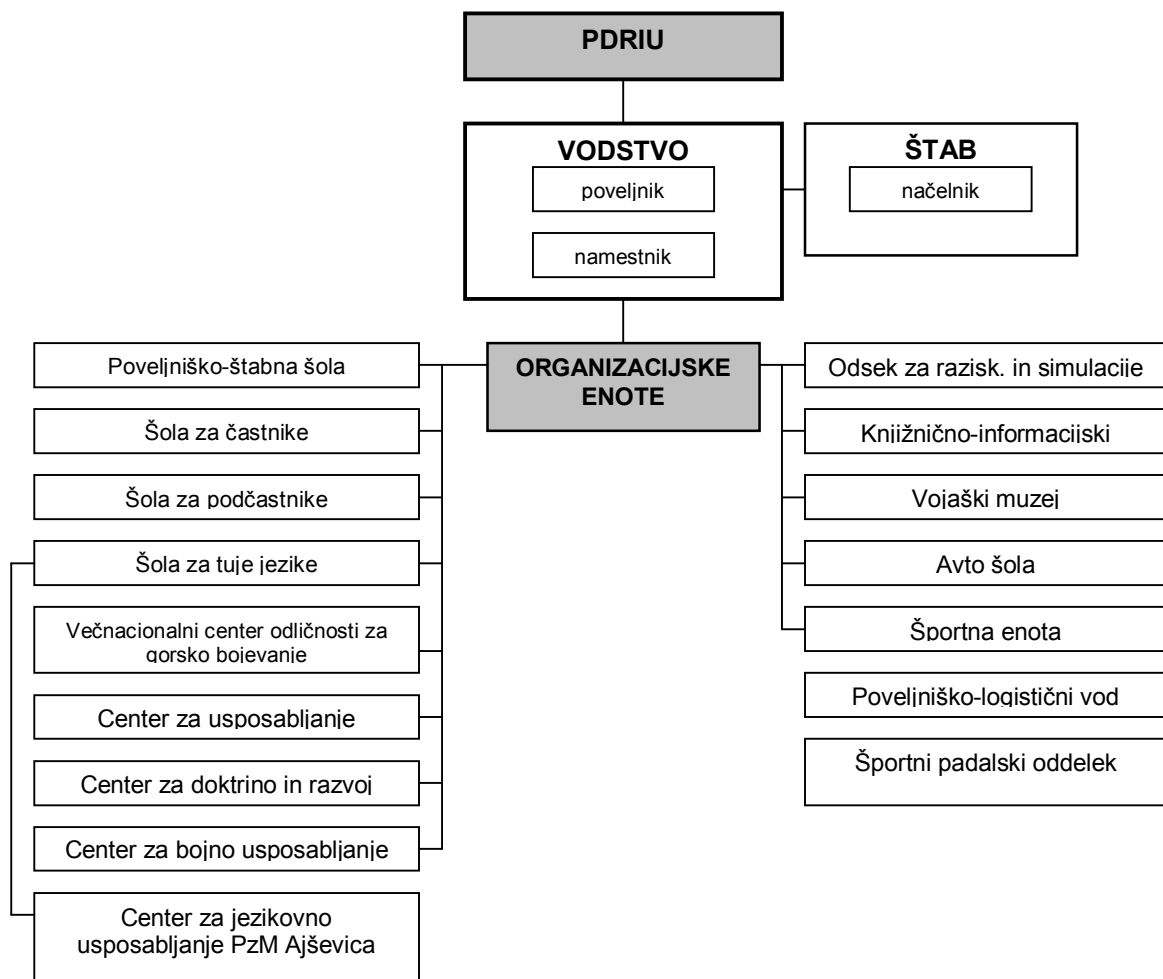 PDRIU
VODSTVO
poveljnik
namestnik
ŠTAB
načelnik
ORGANIZACIJSKE
ENOTE
Poveljniško-štabna šola
Šola za častnike
Šola za podčastnike
Šola za tuje jezike
Večnacionalni center odličnosti za
gorsko bojevanje
Center za usposabljanje
Center za doktrino in razvoj
Center za bojno usposabljanje
Center za jezikovno
usposabljanje PzM Ajševica
Odsek za razisk. in simulacije
Knjižnično-informacijski
Vojaški muzej
Avto šola
Športna enota
Poveljniško-logistični vod
Športni padalski oddelek